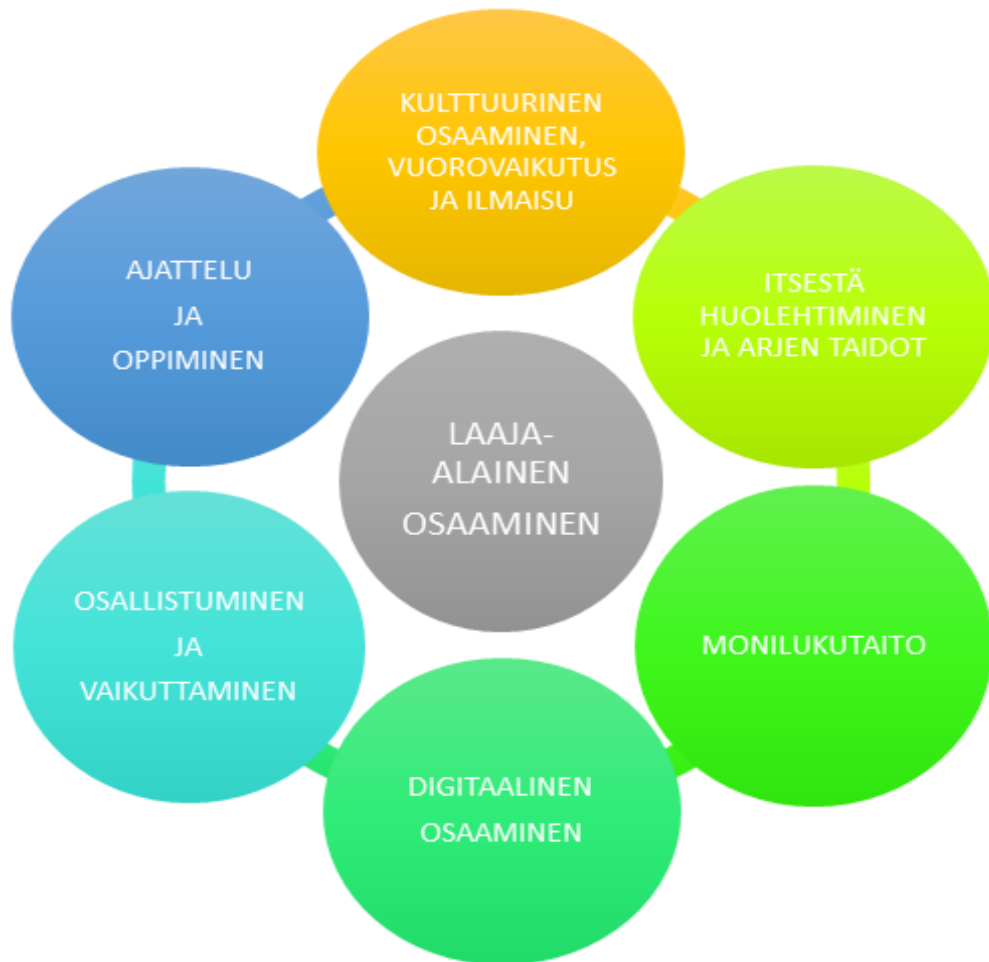 KULTTUURINEN
OSAAMINEN,
VUOROVAIKUTUS
JA ILMAISU
ITSESTÄ
HUOLEHTIMINEN
JA ARJEN TAIDOT
MONILUKUTAITO
DIGITAALINEN
OSAAMINEN
OSALLISTUMINEN
JA
VAIKUTTAMINEN
AJATTELU
JA
OPPIMINEN
LAAJA-
ALAINEN
OSAAMINEN